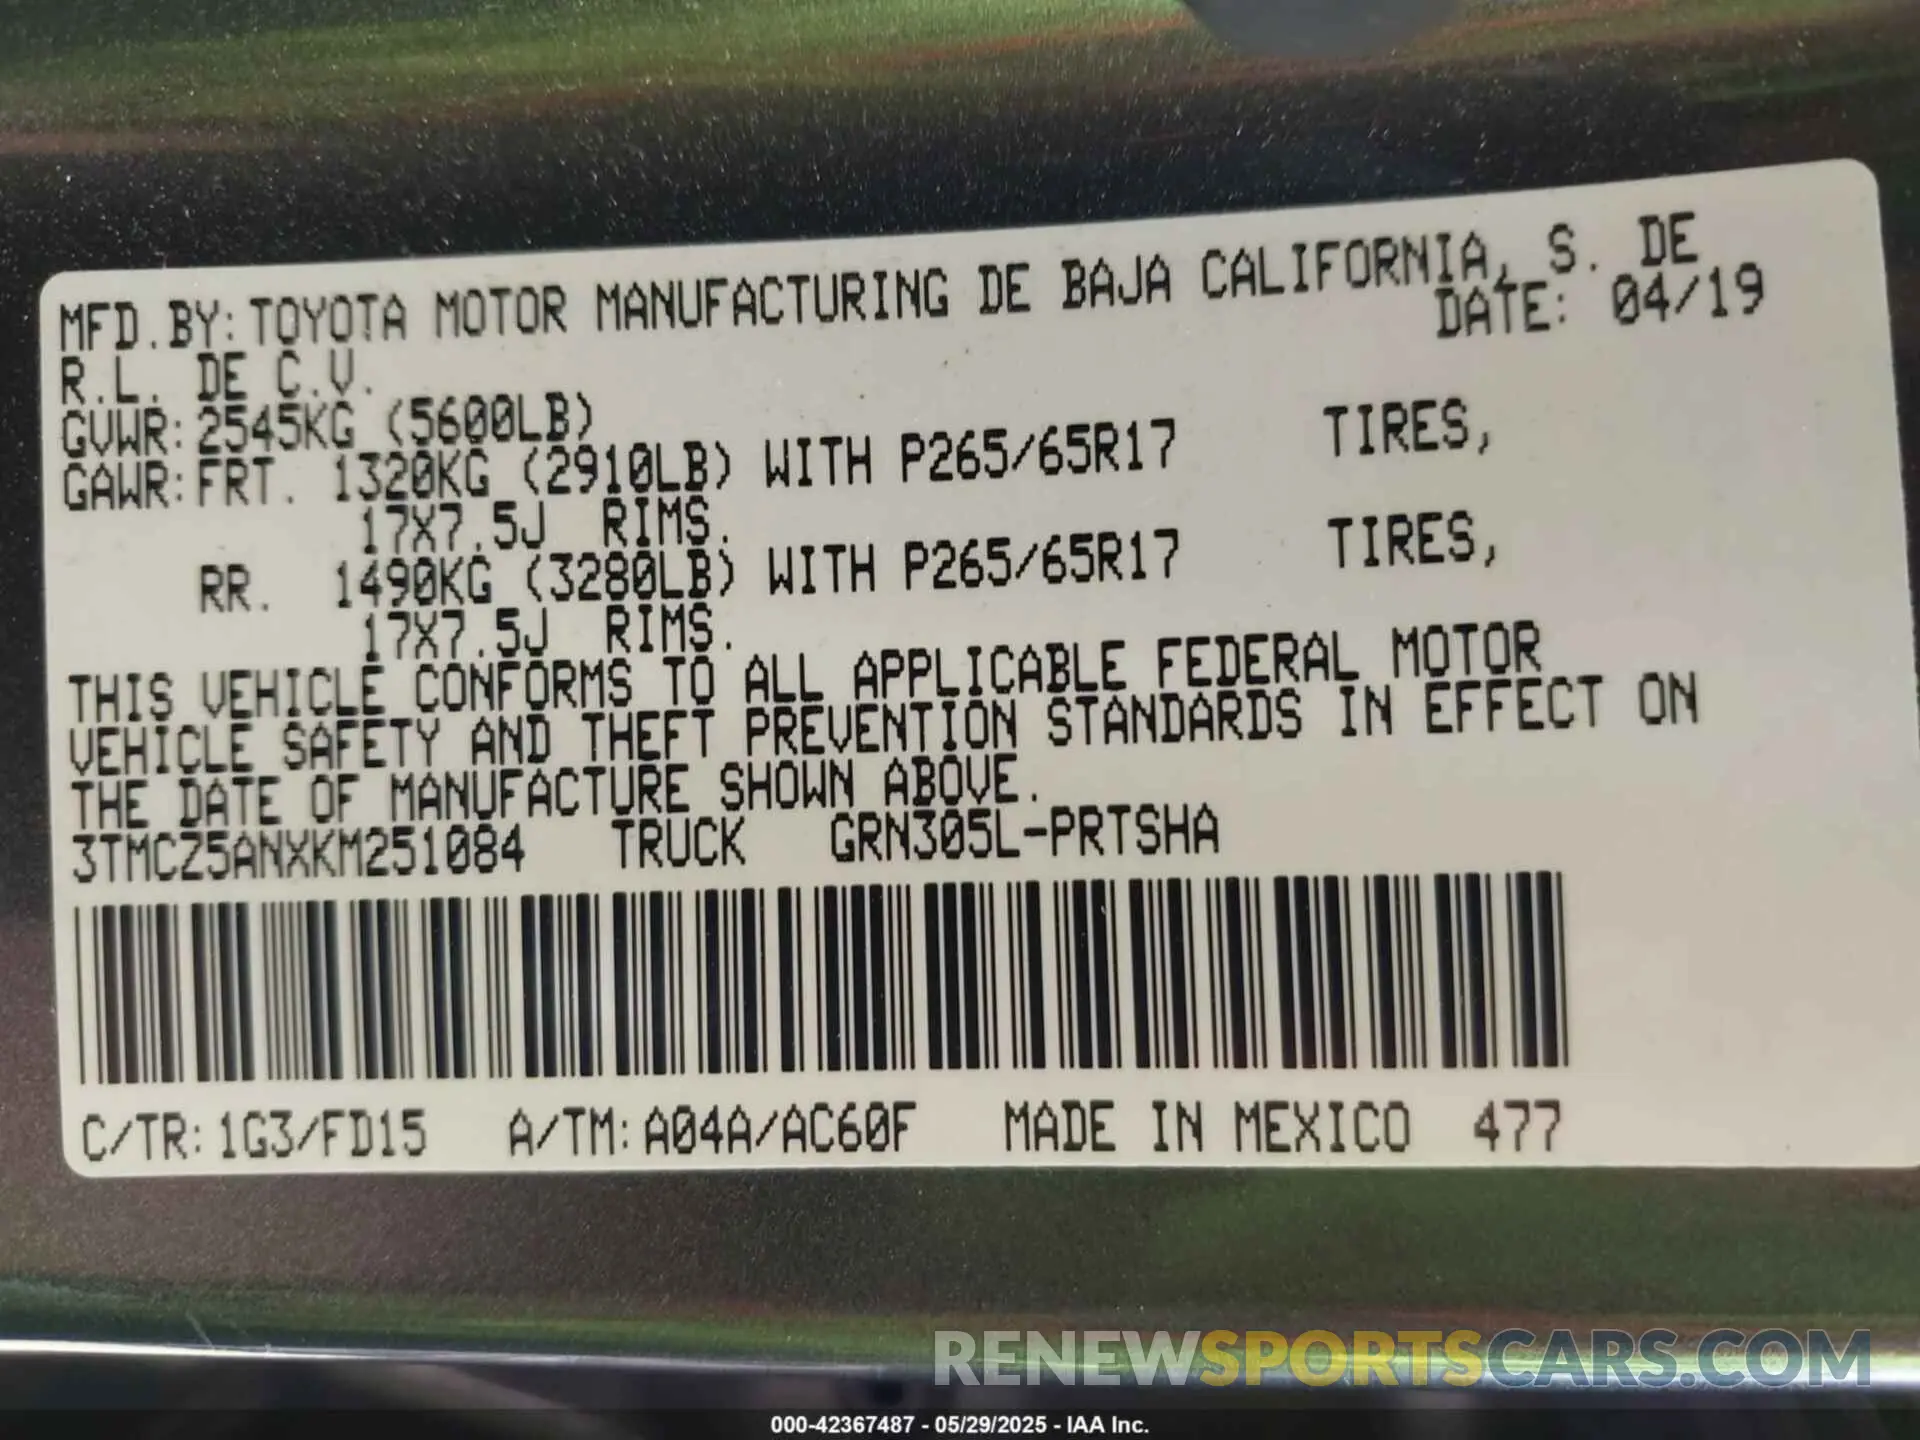 MFD.BY: TOYOTA MOTOR MANUFACTURING DE BAJA CALIFORNIA, S. DE
R.L. DE C.V.
DATE: 04/19
GVWR: 2545KG (5600LB)
GAWR: FRT. 1320KG (2910LB) WITH P265/65R17 TIRES,
17X7.5J RIMS.
RR. 1490KG (3280LB) WITH P265/65R17 TIRES,
17X7.5J RIMS.
THIS VEHICLE CONFORMS TO ALL APPLICABLE FEDERAL MOTOR
VEHICLE SAFETY AND THEFT PREVENTION STANDARDS IN EFFECT ON
THE DATE OF MANUFACTURE SHOWN ABOVE.
3TMCZ5ANXKM251084 TRUCK GRN305L-PRTSHA
C/TR: 1G3/FD15 A/TM: A04A/AC60F MADE IN MEXICO 477
RENEWSPORTSCARS.COM
000-42367487 - 05/29/2025 - IAA Inc.